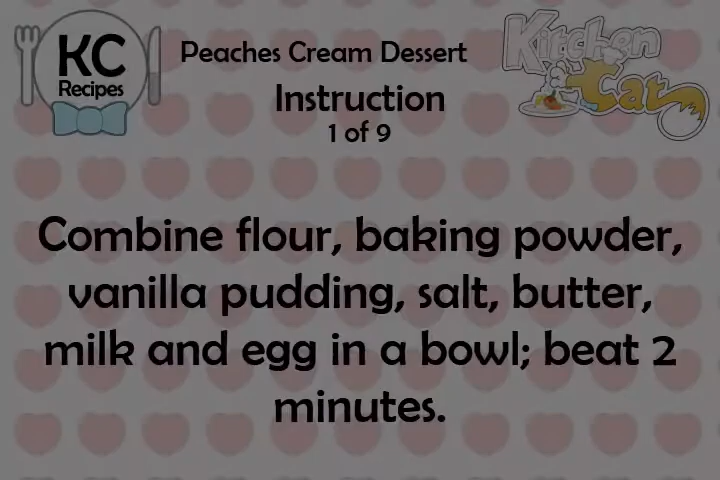 KC
Recipes
Peaches Cream Dessert
Kitchen
Cat
Instruction
1 of 9
Combine flour, baking powder,
vanilla pudding, salt, butter,
milk and egg in a bowl; beat 2
minutes.